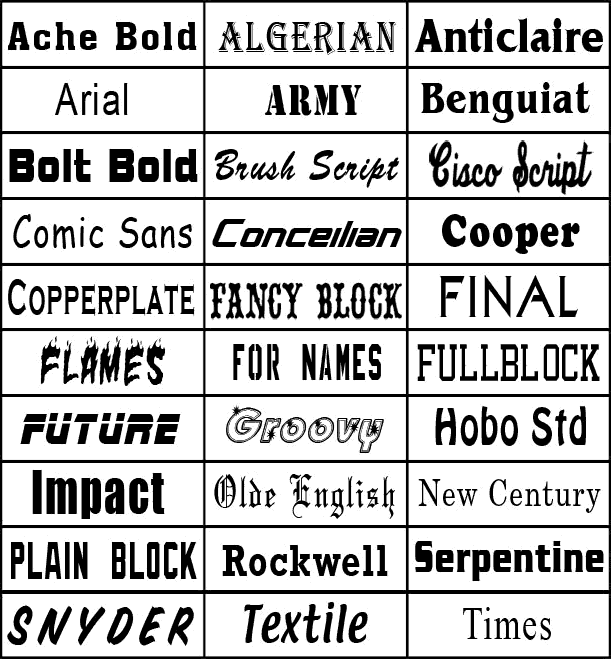 Ache Bold ALGERIAN Anticlaire
Arial ARMY Benguiat
Bolt Bold Brush Script Cisco Script
Comic Sans Conceilian Cooper
COPPERPLATE FANCY BLOCK FINAL
FLAMES FOR NAMES FULLBLOCK
FUTURE Groovy Hobo Std
Impact Olde English New Century
PLAIN BLOCK Rockwell Serpentine
SNYDER Textile Times